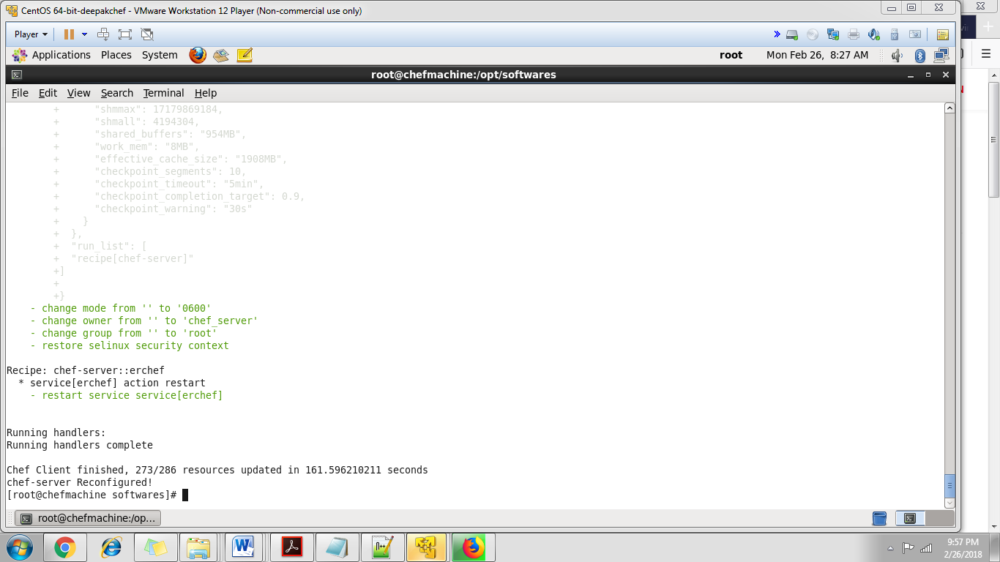 CentOS 64-bit-deepakchef - VMware Workstation 12 Player (Non-commercial use only)
Player
Applications Places System root Mon Feb 26, 8:27 AM
root@chefmachine:/opt/softwares
File Edit View Search Terminal Help
+ "shmmax": 17179869184,
+ "shmall": 4194304,
+ "shared_buffers": "954MB",
+ "work_mem": "8MB",
+ "effective_cache_size": "1908MB",
+ "checkpoint_segments": 10,
+ "checkpoint_timeout": "5min",
+ "checkpoint_completion_target": 0.9,
+ "checkpoint_warning": "30s"
+ }
+ },
+ "run_list": [
+ "recipe[chef-server]"
+]
+
+}
- change mode from '' to '0600'
- change owner from '' to 'chef_server'
- change group from '' to 'root'
- restore selinux security context
Recipe: chef-server::erchef
* service[erchef] action restart
- restart service service[erchef]
Running handlers:
Running handlers complete
Chef Client finished, 273/286 resources updated in 161.596210211 seconds
chef-server Reconfigured!
[root@chefmachine softwares]#
root@chefmachine:/op...
9:57 PM
2/26/2018